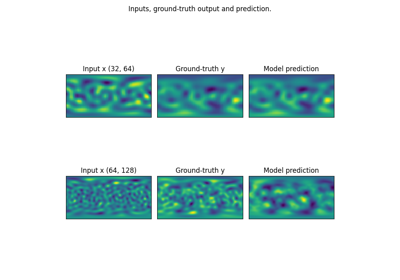 Inputs, ground-truth output and prediction.
Input x (32, 64) Ground-truth y Model prediction
Input x (64, 128) Ground-truth y Model prediction